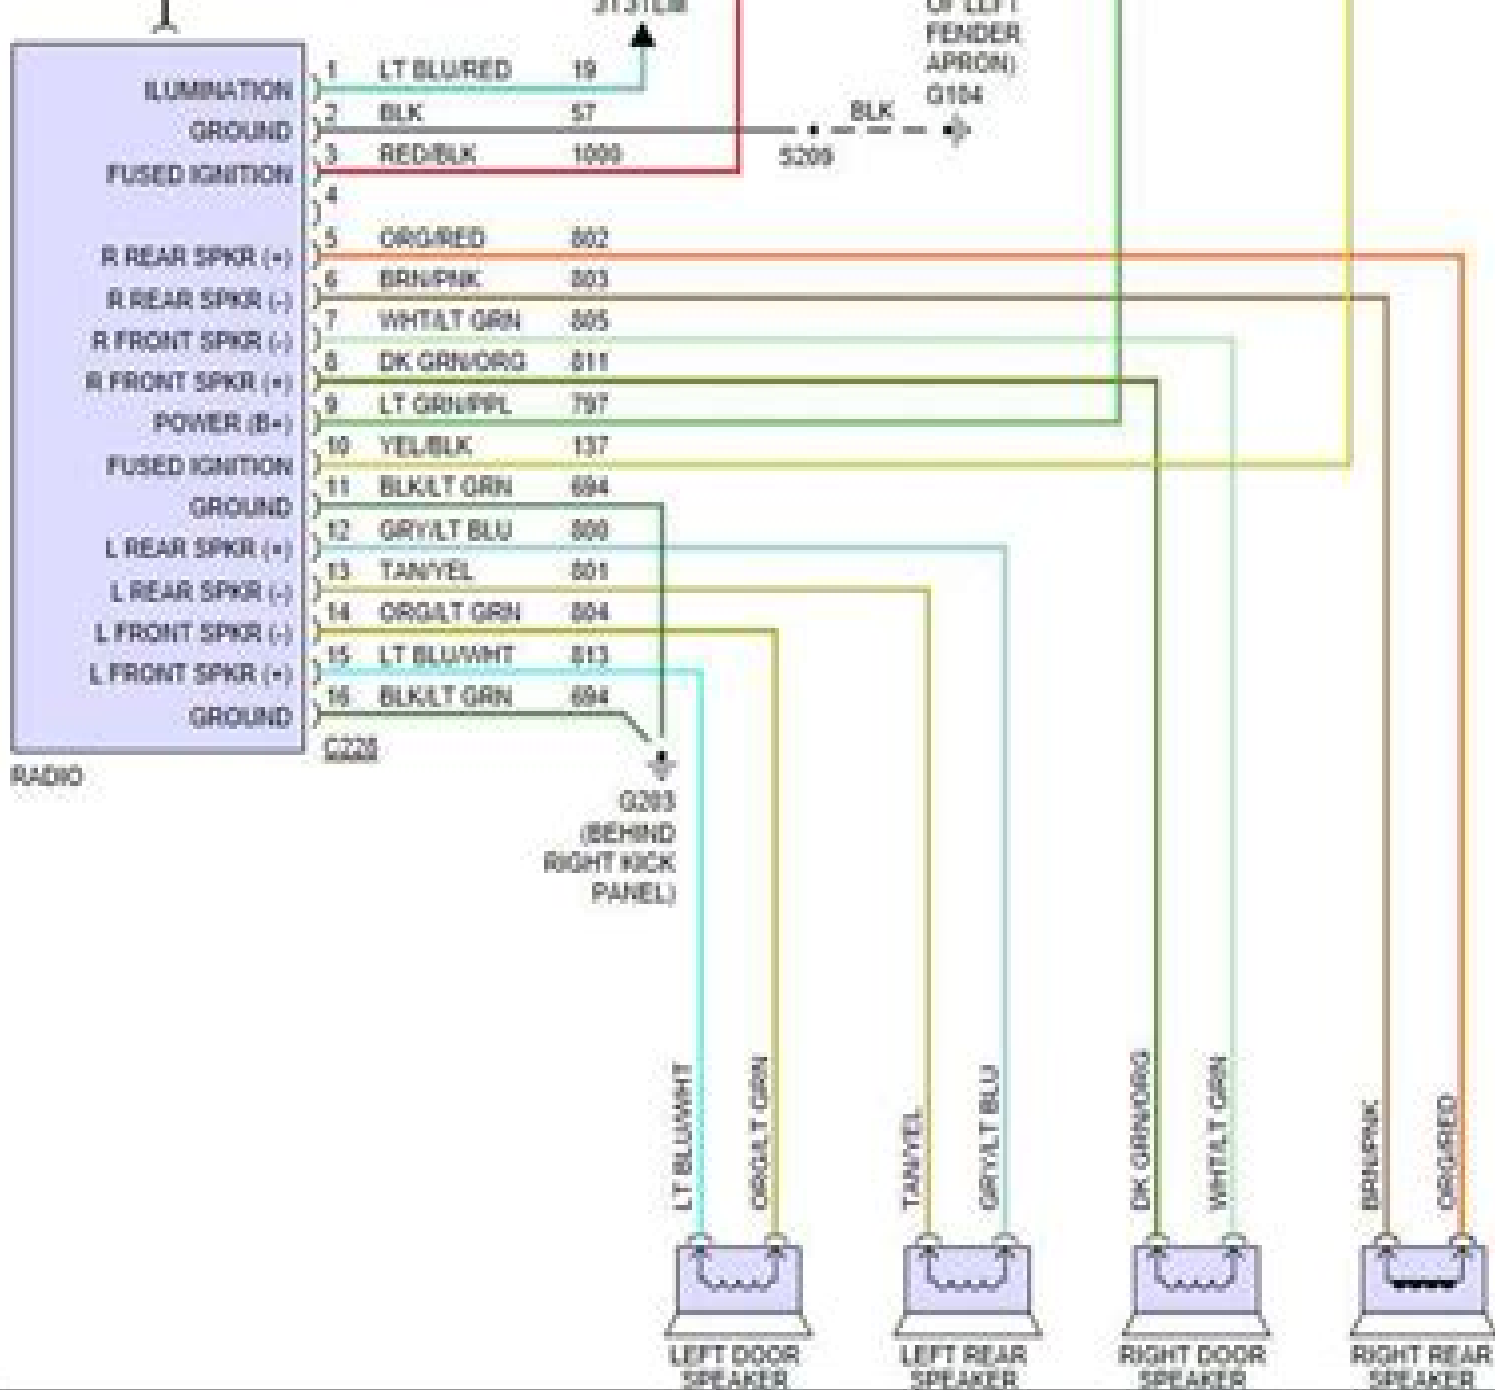 OF LEFT
FENDER
APRON)
G104
ILUMINATION 1 LT BLU/RED 19
GROUND 2 BLK 57
BLK
S209
FUSED IGNITION 3 RED/BLK 1000
4
R REAR SPKR (+) 5 ORG/RED 802
R REAR SPKR (-) 6 BRN/PNK 803
R FRONT SPKR (-) 7 WHT/LT GRN 805
R FRONT SPKR (+) 8 DK GRN/ORG 811
POWER (B+) 9 LT GRN/PPL 797
FUSED IGNITION 10 YEL/BLK 137
GROUND 11 BLK/LT GRN 694
L REAR SPKR (+) 12 GRY/LT BLU 800
L REAR SPKR (-) 13 TAN/YEL 801
L FRONT SPKR (-) 14 ORG/LT GRN 804
L FRONT SPKR (+) 15 LT BLU/WHT 813
GROUND 16 BLK/LT GRN 694
RADIO
G203
(BEHIND
RIGHT KICK
PANEL)
LT BLU/WHT
ORG/LT GRN
TAN/YEL
GRY/LT BLU
DK GRN/ORG
WHT/LT GRN
BRN/PNK
ORG/RED
LEFT DOOR
SPEAKER
LEFT REAR
SPEAKER
RIGHT DOOR
SPEAKER
RIGHT REAR
SPEAKER